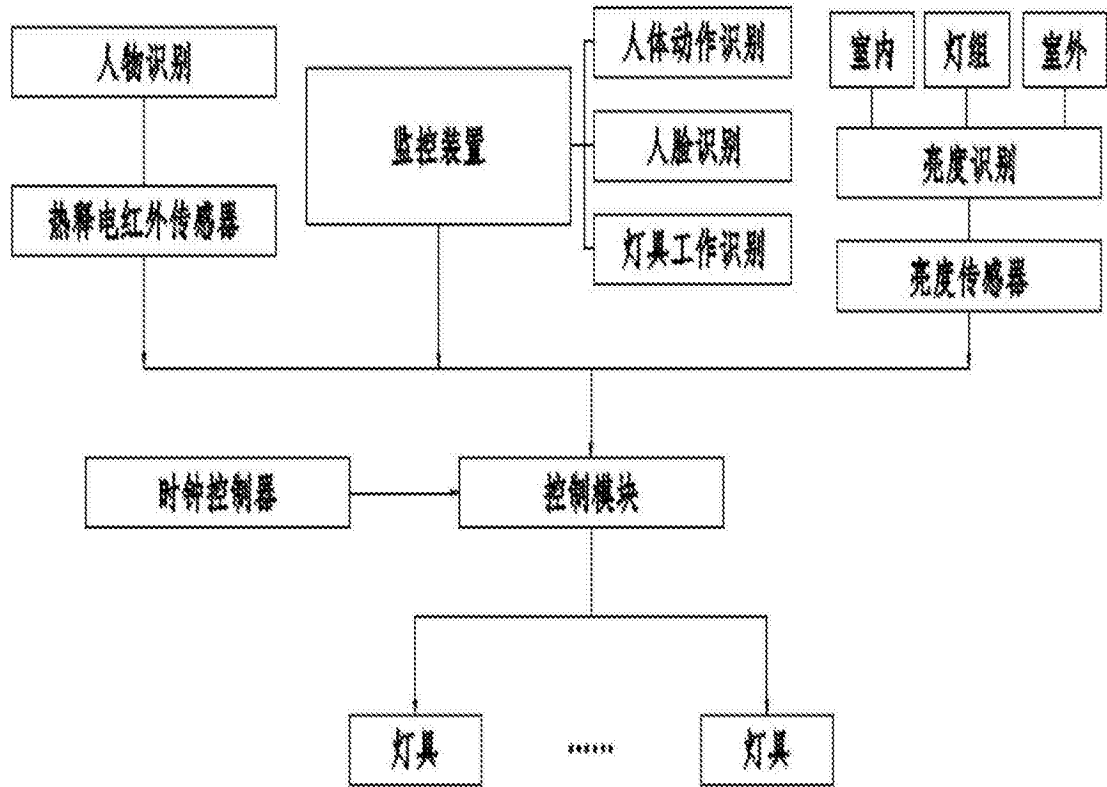 人物识别
热释电红外传感器
监控装置
人体动作识别
人脸识别
灯具工作识别
室内
灯组
室外
亮度识别
亮度传感器
时钟控制器
控制模块
灯具
……
灯具